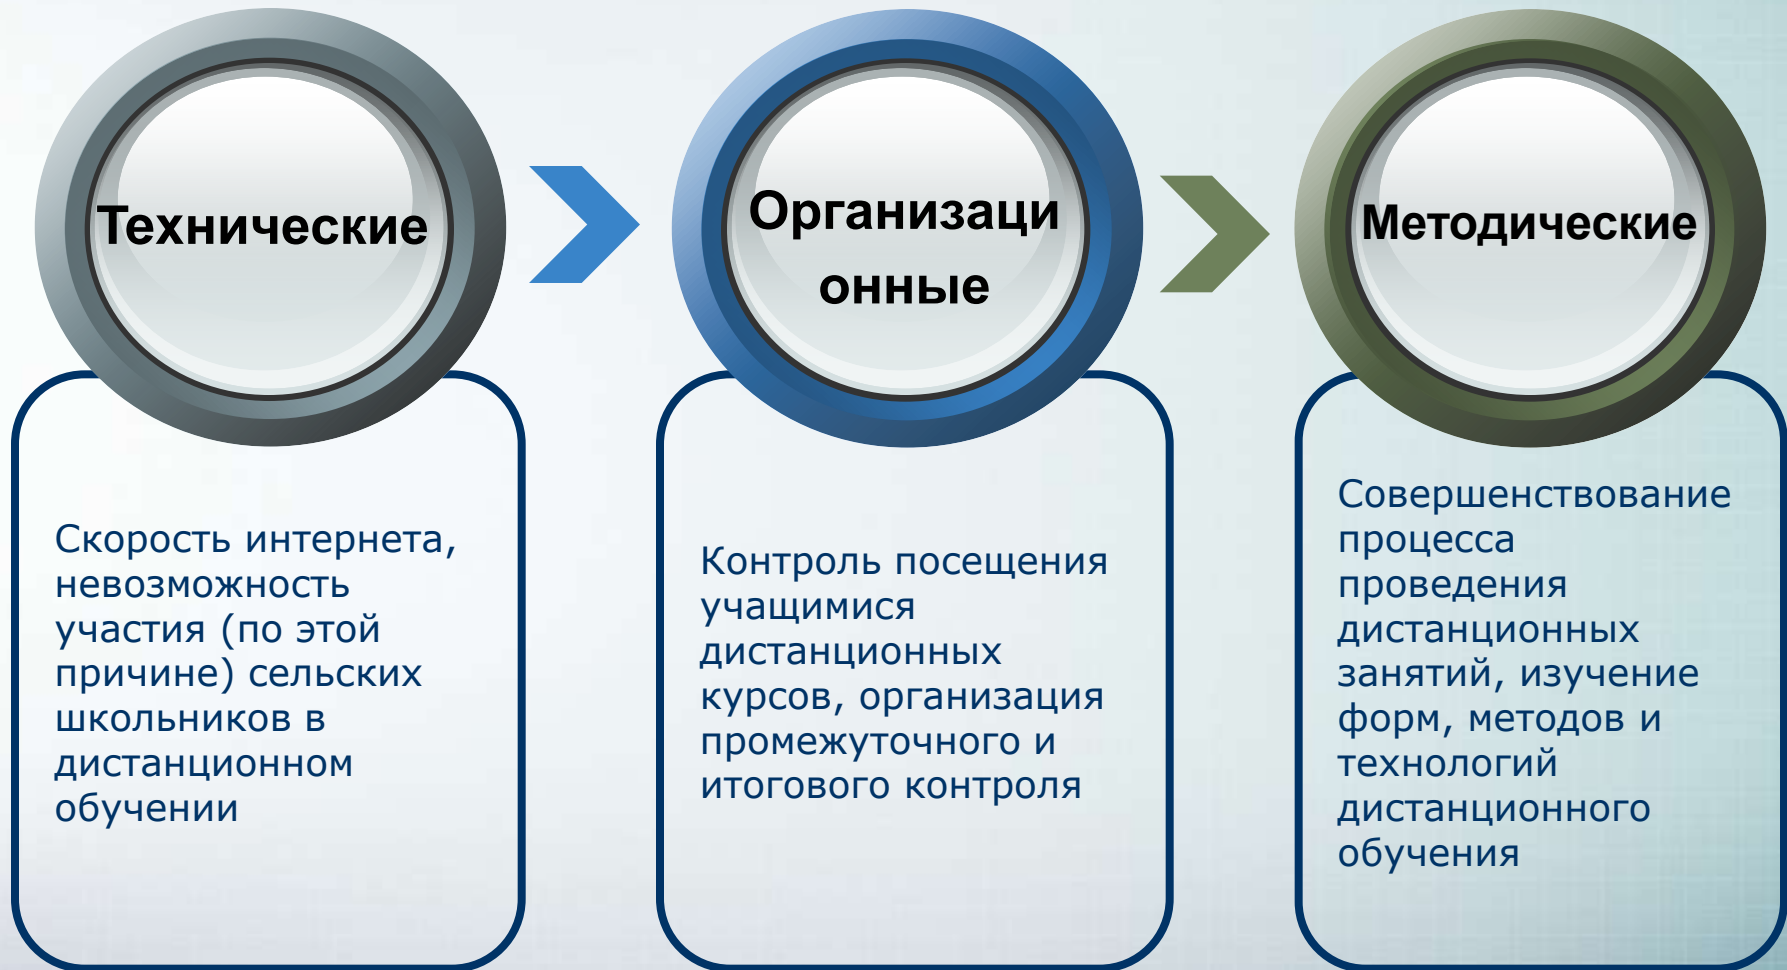 Технические
Скорость интернета,
невозможность
участия (по этой
причине) сельских
школьников в
дистанционном
обучении
Организаци
онные
Контроль посещения
учащимися
дистанционных
курсов, организация
промежуточного и
итогового контроля
Методические
Совершенствование
процесса
проведения
дистанционных
занятий, изучение
форм, методов и
технологий
дистанционного
обучения